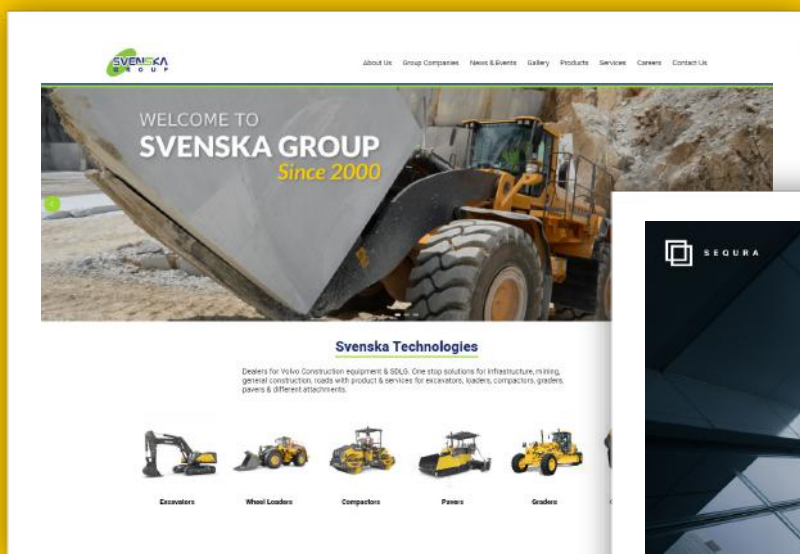 SVENSKA
GROUP
About Us Group Companies News & Events Gallery Products Services Careers Contact Us
WELCOME TO
SVENSKA GROUP
Since 2000
SEQURA
Svenska Technologies
Dealers for Volvo Construction equipment & SDLG. One stop solutions for infrastructure, mining,
general construction, roads with product & services for excavators, loaders, compactors, graders,
pavers & different attachments.
Excavators Wheel Loaders Compactors Pavers Graders